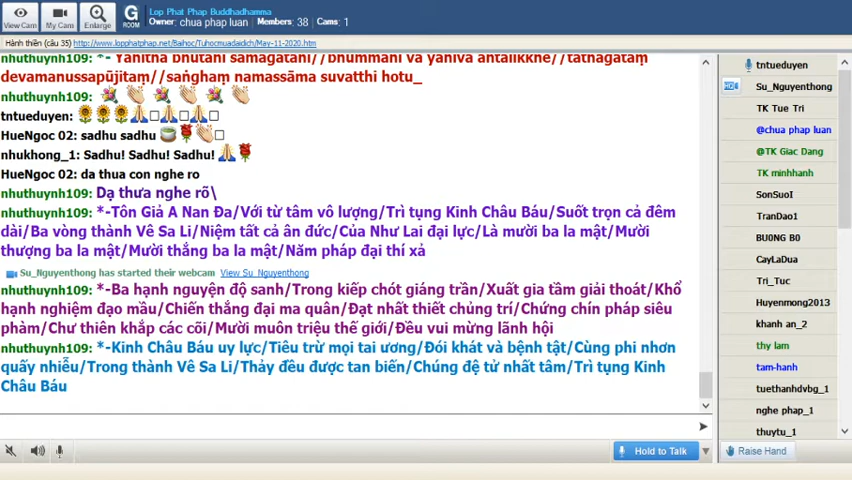 Lop Phat Phap Buddhadhamma
Owner: chua phap luan Members: 38 Cams: 1
View Cam My Cam Enlarge G ROOM
Hành thiền (câu 35) http://www.lopphatphap.net/Baihoc/Tuhocmuadaidich/May-11-2020.htm
nhuthuynh109: *- Yānītha bhūtāni samāgatāni//bhummāni vā yāniva antalikkhe//tathāgataṃ
devamanussapūjitaṃ//saṅghaṃ namassāma suvatthi hotu_
nhuthuynh109:
tntueduyen:
HueNgoc 02: sadhu sadhu
nhukhong_1: Sadhu! Sadhu! Sadhu!
HueNgoc 02: da thua con nghe ro
nhuthuynh109: Dạ thưa nghe rõ\
nhuthuynh109: *-Tôn Giả A Nan Đa/Với từ tâm vô lượng/Trì tụng Kinh Châu Báu/Suốt trọn cả đêm
dài/Ba vòng thành Vê Sa Li/Niệm tất cả ân đức/Của Như Lai đại lực/Là mười ba la mật/Mười
thượng ba la mật/Mười thắng ba la mật/Năm pháp đại thí xả
Su_Nguyenthong has started their webcam View Su_Nguyenthong
nhuthuynh109: *-Ba hạnh nguyện độ sanh/Trong kiếp chót giáng trần/Xuất gia tầm giải thoát/Khổ
hạnh nghiệm đạo mầu/Chiến thắng đại ma quân/Đạt nhất thiết chủng trí/Chứng chín pháp siêu
phàm/Chư thiên khắp các cõi/Mười muôn triệu thế giới/Đều vui mừng lãnh hội
nhuthuynh109: *-Kinh Châu Báu uy lực/Tiêu trừ mọi tai ương/Đói khát và bệnh tật/Cùng phi nhơn
quấy nhiễu/Trong thành Vê Sa Li/Thảy đều được tan biến/Chúng đệ tử nhất tâm/Trì tụng Kinh
Châu Báu
Hold to Talk
tntueduyen
Su_Nguyenthong
TK Tue Tri
@chua phap luan
@TK Giac Dang
TK minhhanh
SonSuoI
TranDao1
BU0NG B0
CayLaDua
Tri_Tuc
Huyenmong2013
khanh an_2
thy lam
tam-hanh
tuethanhdvbg_1
nghe phap_1
thuytu_1
Raise Hand